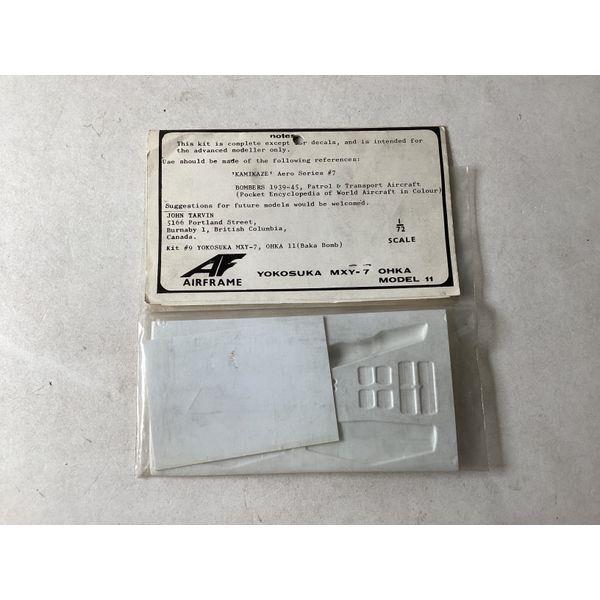 notes
This kit is complete except for decals, and is intended for
the advanced modeller only.
Use should be made of the following references:
'KAMIKAZE' Aero Series #7
BOMBERS 1939-45, Patrol & Transport Aircraft
(Pocket Encyclopedia of World Aircraft in Colour)
Suggestions for future models would be welcomed.
JOHN TARVIN
5166 Portland Street,
Burnaby 1, British Columbia,
Canada.
1/72
SCALE
Kit #9 YOKOSUKA MXY-7, OHKA 11(Baka Bomb)
AF
AIRFRAME
YOKOSUKA MXY-7 OHKA
MODEL 11